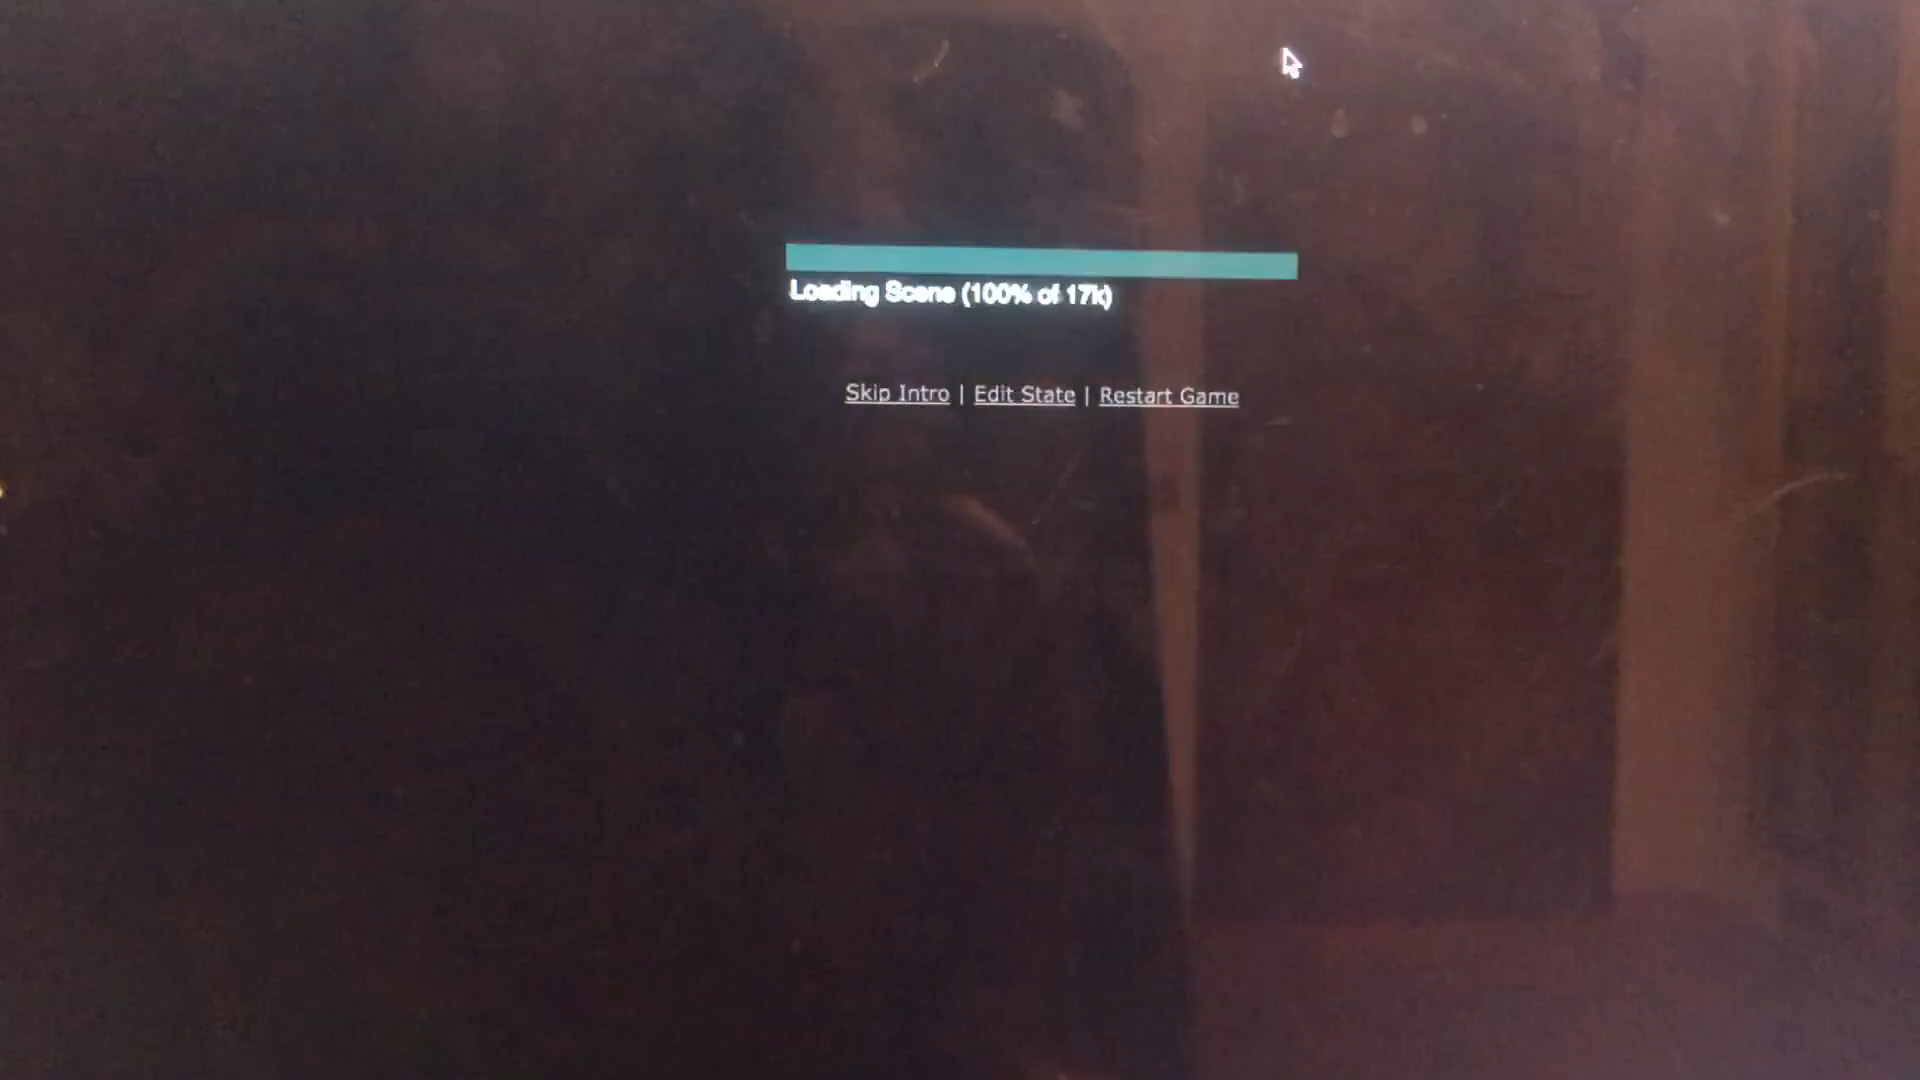 Loading Scene (100% of 17k)
Skip Intro | Edit State | Restart Game